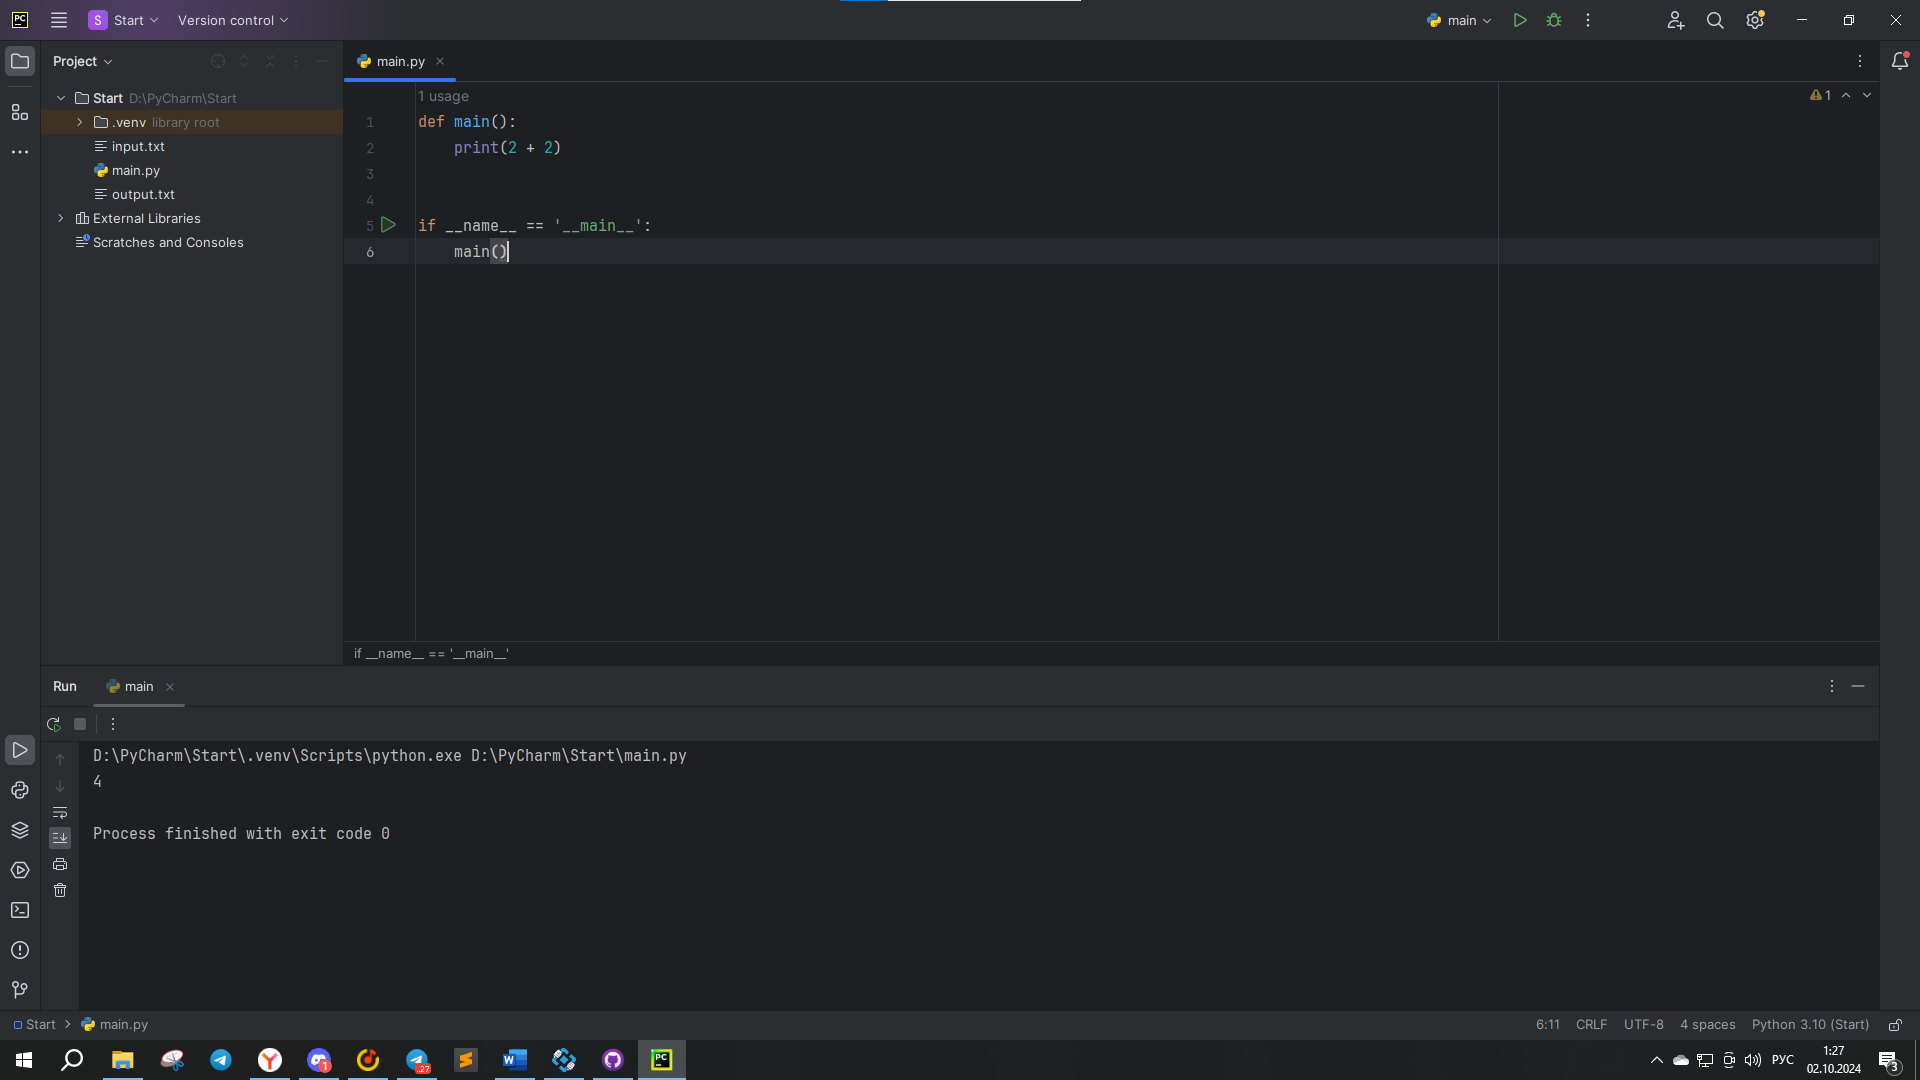 PC
S Start Version control
main
Project
main.py
Start D:\PyCharm\Start
.venv library root
input.txt
main.py
output.txt
External Libraries
Scratches and Consoles
1 usage
1
1 def main():
2 print(2 + 2)
3
4
5 if __name__ == '__main__':
6 main()
if __name__ == '__main__'
Run main
D:\PyCharm\Start\.venv\Scripts\python.exe D:\PyCharm\Start\main.py
4
Process finished with exit code 0
Start main.py
6:11 CRLF UTF-8 4 spaces Python 3.10 (Start)
Y
1
27
S
W
PC
РУС
1:27
02.10.2024
3